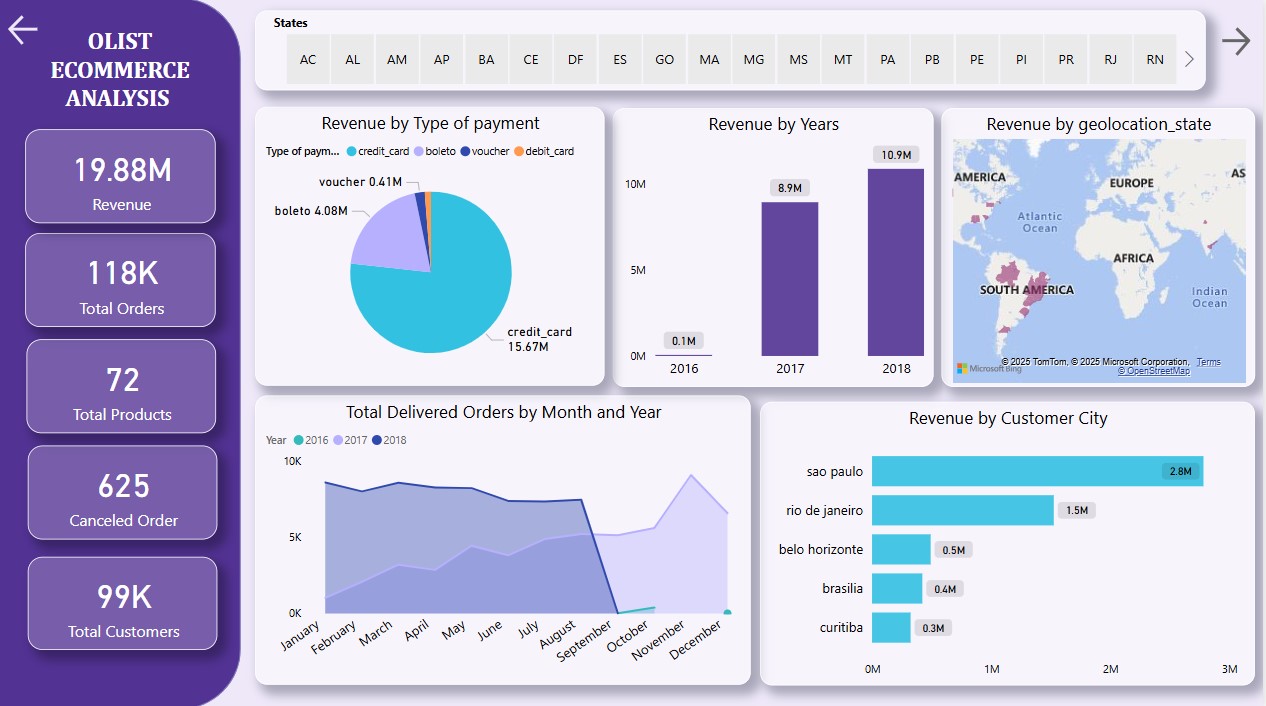 OLIST
ECOMMERCE
ANALYSIS
19.88M
Revenue
118K
Total Orders
72
Total Products
625
Canceled Order
99K
Total Customers
States
AC AL AM AP BA CE DF ES GO MA MG MS MT PA PB PE PI PR RJ RN
Revenue by Type of payment
Type of paym... credit_card boleto voucher debit_card
voucher 0.41M
boleto 4.08M
credit_card
15.67M
Revenue by Years
10.9M
10M
8.9M
5M
0.1M
0M
2016 2017 2018
Revenue by geolocation_state
AMERICA
EUROPE
AS
Atlantic
Ocean
AFRICA
SOUTH AMERICA
Indian
Ocean
© 2025 TomTom, © 2025 Microsoft Corporation, Terms
Microsoft Bing
© OpenStreetMap
Total Delivered Orders by Month and Year
Year 2016 2017 2018
10K
5K
0K
January February March April May June July August September October November December
Revenue by Customer City
sao paulo 2.8M
rio de janeiro 1.5M
belo horizonte 0.5M
brasilia 0.4M
curitiba 0.3M
0M 1M 2M 3M